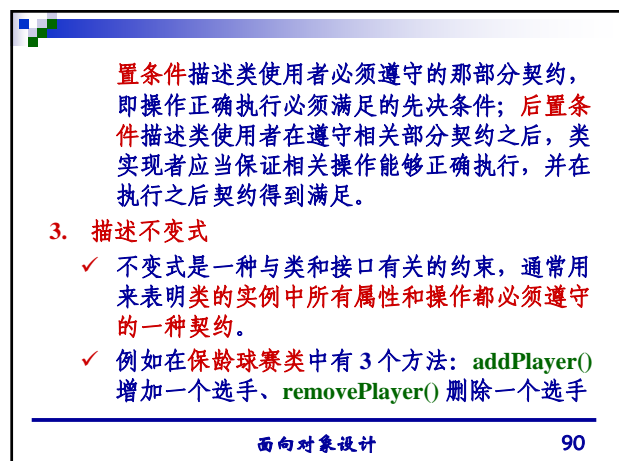 置条件描述类使用者必须遵守的那部分契约，
即操作正确执行必须满足的先决条件；后置条
件描述类使用者在遵守相关部分契约之后，类
实现者应当保证相关操作能够正确执行，并在
执行之后契约得到满足。
3. 描述不变式
✓ 不变式是一种与类和接口有关的约束，通常用
来表明类的实例中所有属性和操作都必须遵守
的一种契约。
✓ 例如在保龄球赛类中有 3 个方法：addPlayer()
增加一个选手、removePlayer() 删除一个选手
面向对象设计 90